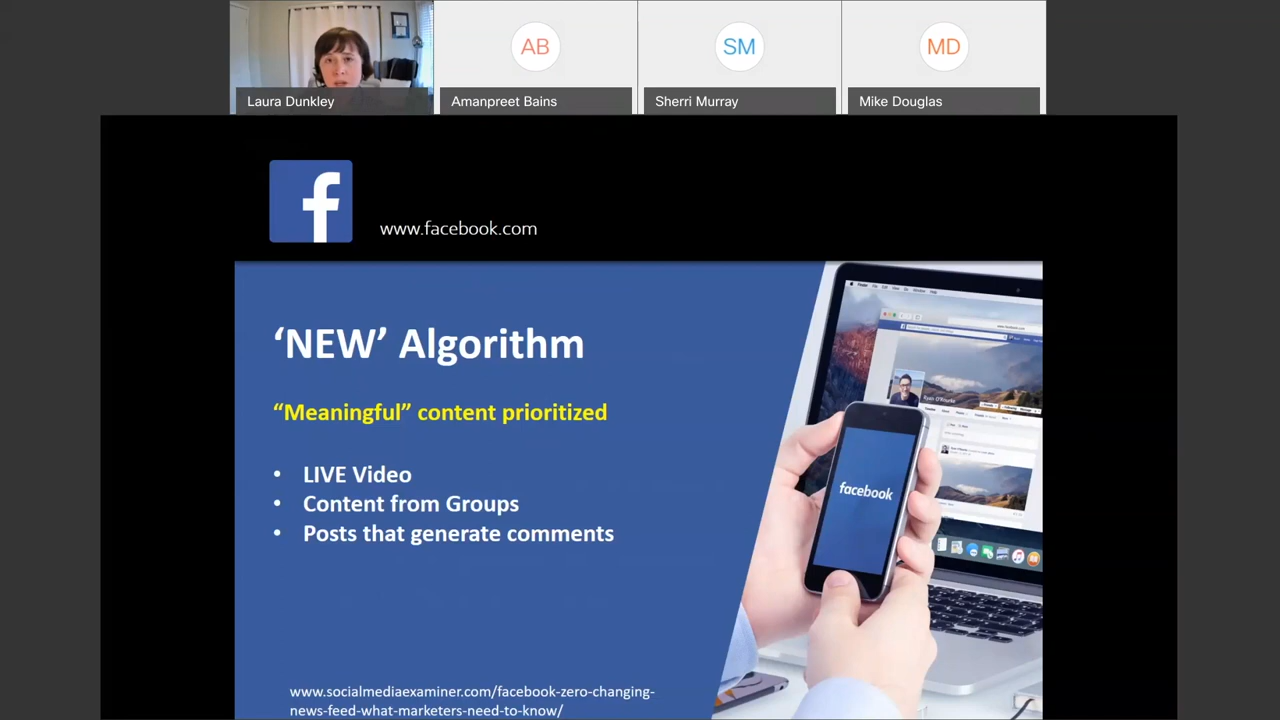 AB
SM
MD
Laura Dunkley
Amanpreet Bains
Sherri Murray
Mike Douglas
f
www.facebook.com
‘NEW’ Algorithm
“Meaningful” content prioritized
• LIVE Video
• Content from Groups
• Posts that generate comments
facebook
Ryan O'Rourke
www.socialmediaexaminer.com/facebook-zero-changing-
news-feed-what-marketers-need-to-know/